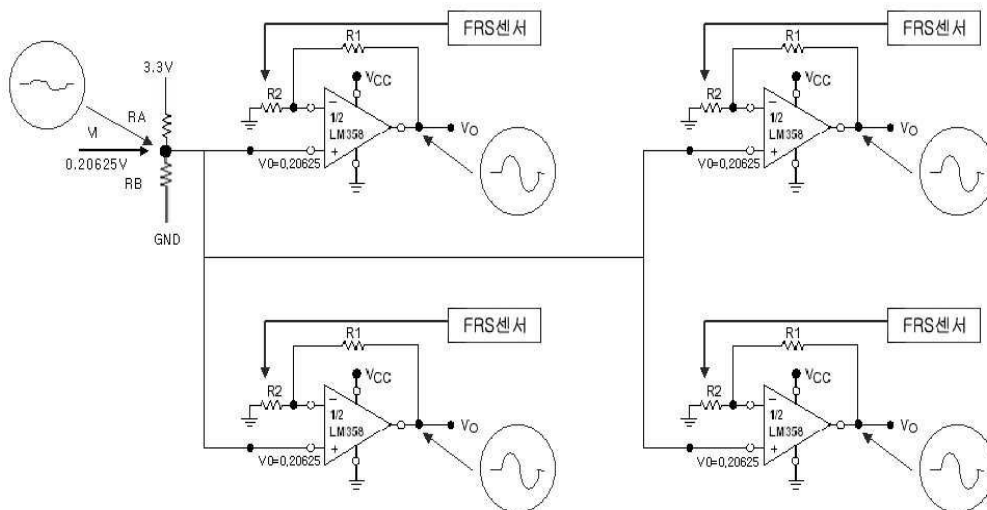 FRS센서
FRS센서
R1
R1
3.3V
VCC
VCC
R2
R2
RA
1/2
LM358
VO
1/2
LM358
VO
VI
0.20625V
V0=0,20625
V0=0,20625
RB
GND
FRS센서
FRS센서
R1
R1
VCC
VCC
R2
R2
1/2
LM358
VO
1/2
LM358
VO
V0=0,20625
V0=0,20625